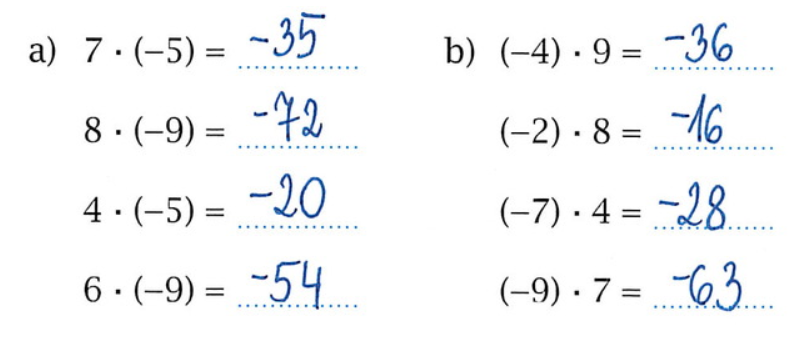 a) 7 · (–5) = -35
8 · (–9) = -72
4 · (–5) = -20
6 · (–9) = -54
b) (–4) · 9 = -36
(–2) · 8 = -16
(–7) · 4 = -28
(–9) · 7 = -63